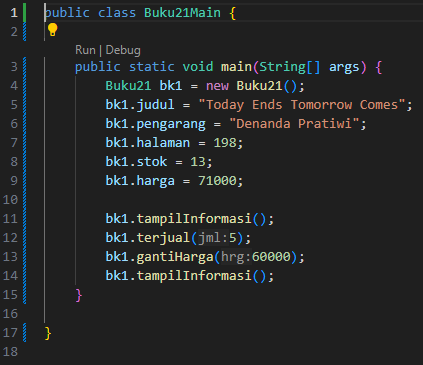 1 public class Buku21Main {
2
Run | Debug
3 public static void main(String[] args) {
4 Buku21 bk1 = new Buku21();
5 bk1.judul = "Today Ends Tomorrow Comes";
6 bk1.pengarang = "Denanda Pratiwi";
7 bk1.halaman = 198;
8 bk1.stok = 13;
9 bk1.harga = 71000;
10
11 bk1.tampilInformasi();
12 bk1.terjual(jml:5);
13 bk1.gantiHarga(hrg:60000);
14 bk1.tampilInformasi();
15 }
16
17 }
18